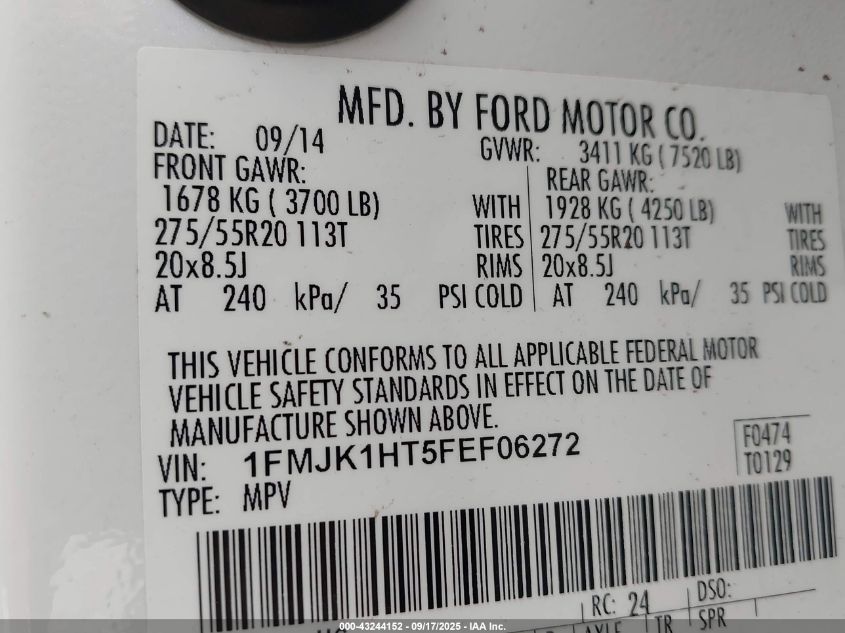 MFD. BY FORD MOTOR CO.
DATE: 09/14 GVWR: 3411 KG ( 7520 LB)
FRONT GAWR: REAR GAWR:
1678 KG ( 3700 LB) WITH 1928 KG ( 4250 LB) WITH
275/55R20 113T TIRES 275/55R20 113T TIRES
20x8.5J RIMS 20x8.5J RIMS
AT 240 kPa/ 35 PSI COLD AT 240 kPa/ 35 PSI COLD
THIS VEHICLE CONFORMS TO ALL APPLICABLE FEDERAL MOTOR
VEHICLE SAFETY STANDARDS IN EFFECT ON THE DATE OF
MANUFACTURE SHOWN ABOVE.
VIN: 1FMJK1HT5FEF06272 F0474
TYPE: MPV T0129
RC: 24 DSO:
AXLE TR SPR
000-43244152 - 09/17/2025 - IAA Inc.